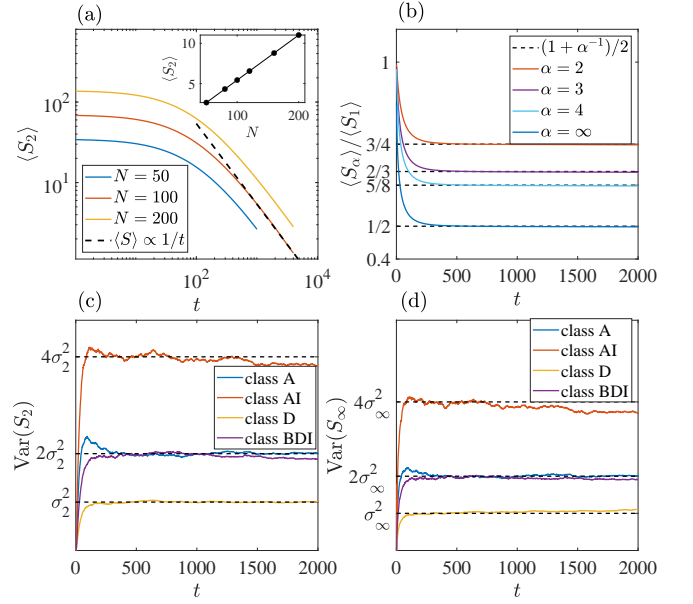 (a)
⟨S₂⟩
10²
10¹
10²
10⁴
t
N = 50
N = 100
N = 200
⟨S⟩ ∝ 1/t
⟨S₂⟩
10
5
100
200
N
(b)
⟨Sα⟩/⟨S₁⟩
1
3/4
2/3
5/8
1/2
0.4
0
500
1000
1500
2000
t
(1 + α⁻¹)/2
α = 2
α = 3
α = 4
α = ∞
(c)
Var(S₂)
4σ₂²
2σ₂²
σ₂²
0
500
1000
1500
2000
t
class A
class AI
class D
class BDI
(d)
Var(S∞)
4σ∞²
2σ∞²
σ∞²
0
500
1000
1500
2000
t
class A
class AI
class D
class BDI